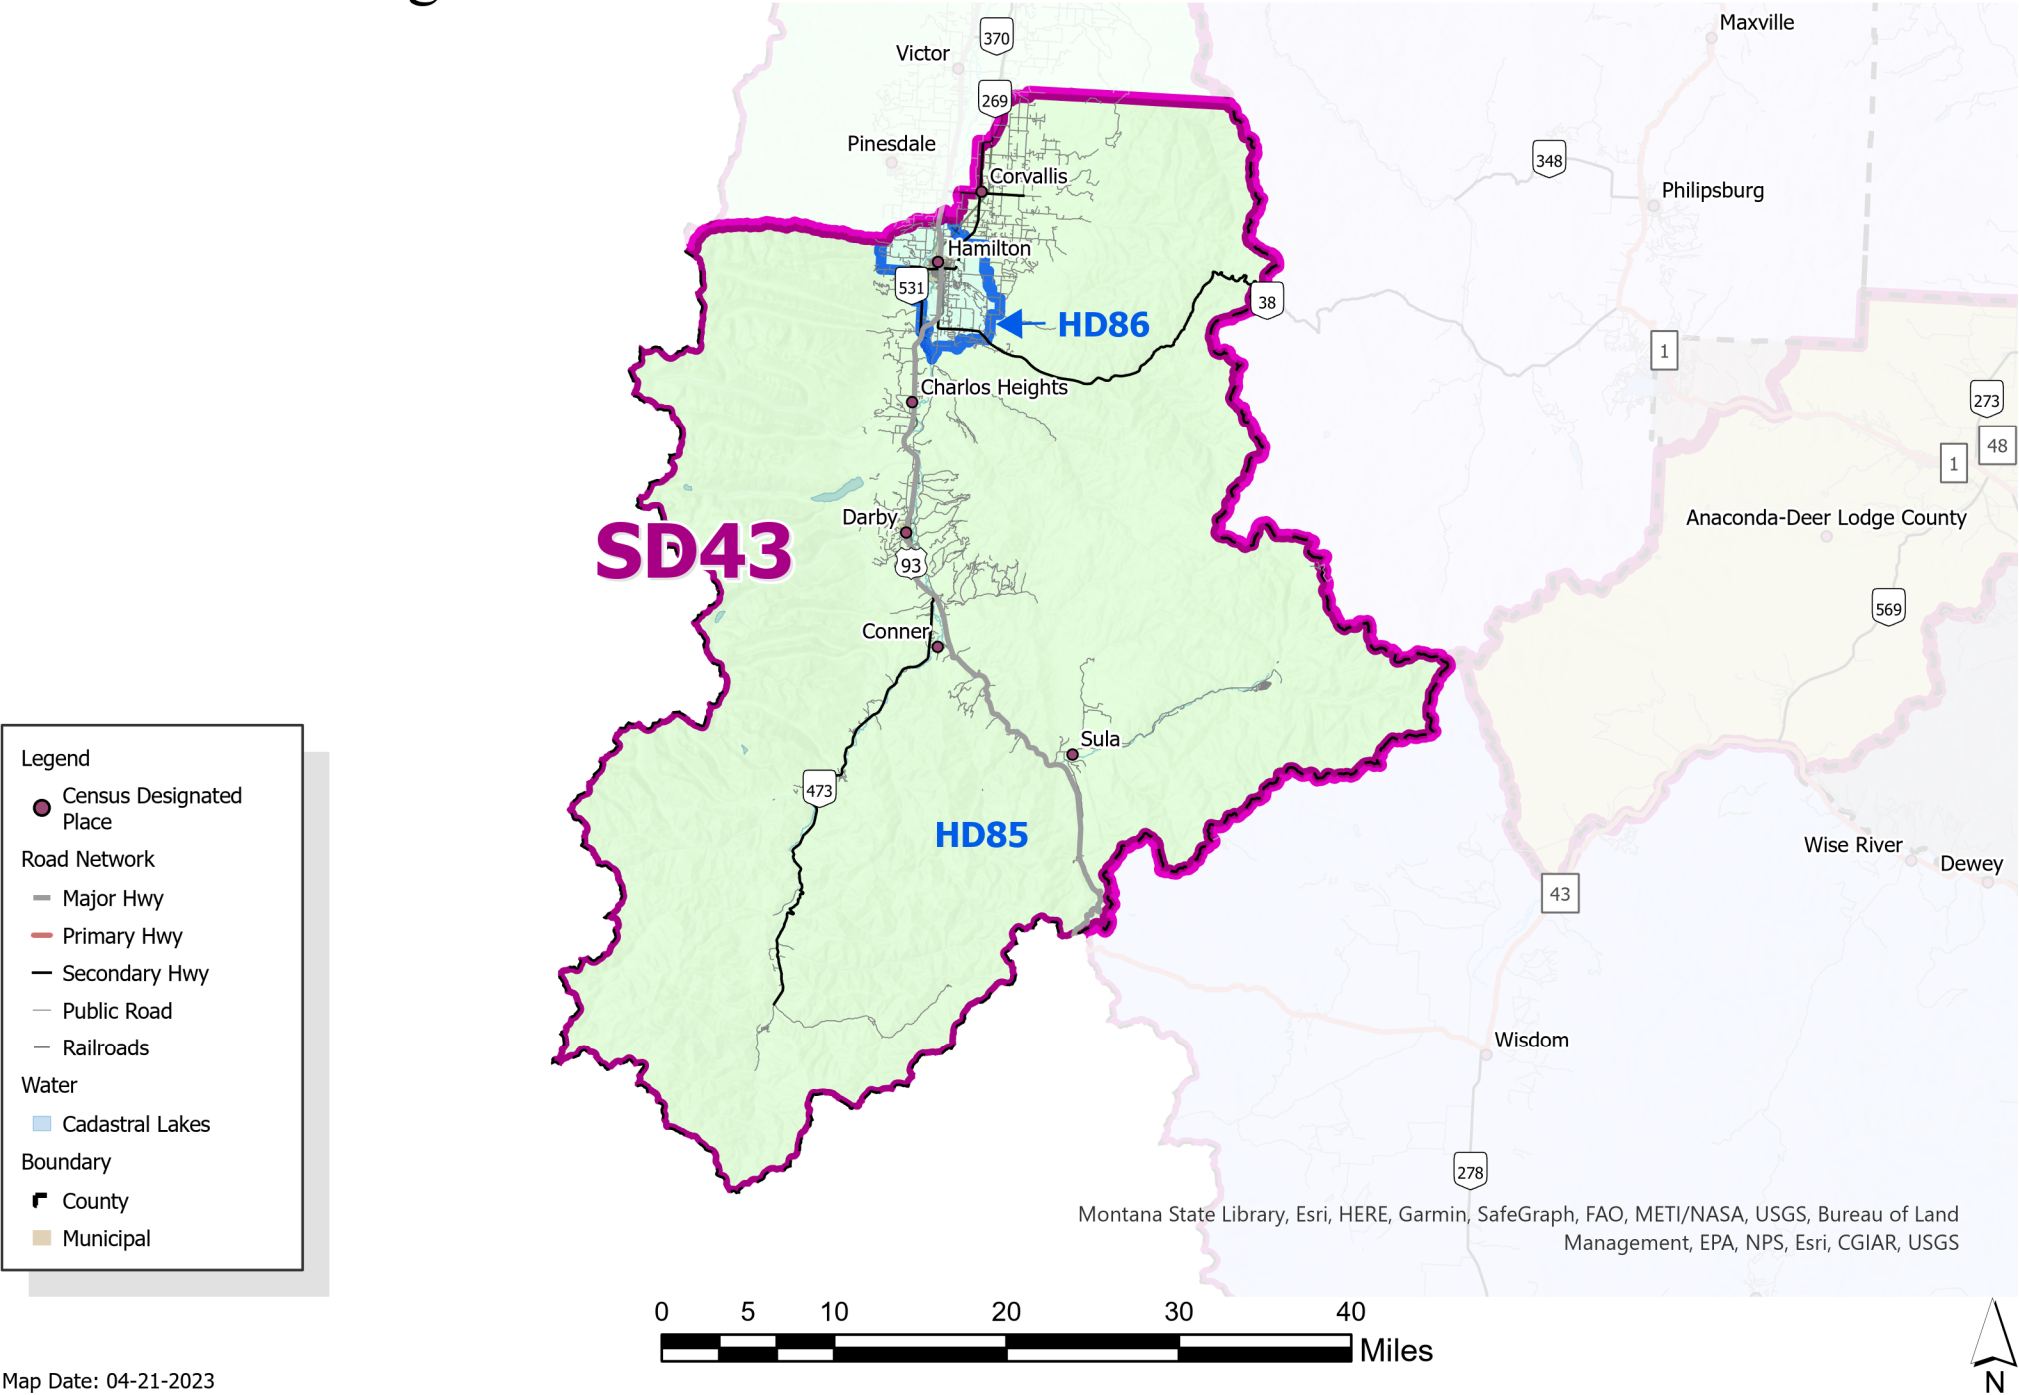 370
Maxville
Victor
269
Pinesdale
348
Corvallis
Philipsburg
Hamilton
531
38
HD86
1
Charlos Heights
273
48
1
Darby
Anaconda-Deer Lodge County
SD43
93
569
Conner
Sula
473
HD85
Wise River
Dewey
43
Wisdom
278
Legend
Census Designated
Place
Road Network
Major Hwy
Primary Hwy
Secondary Hwy
Public Road
Railroads
Water
Cadastral Lakes
Boundary
County
Municipal
Montana State Library, Esri, HERE, Garmin, SafeGraph, FAO, METI/NASA, USGS, Bureau of Land
Management, EPA, NPS, Esri, CGIAR, USGS
0 5 10 20 30 40
Miles
N
Map Date: 04-21-2023